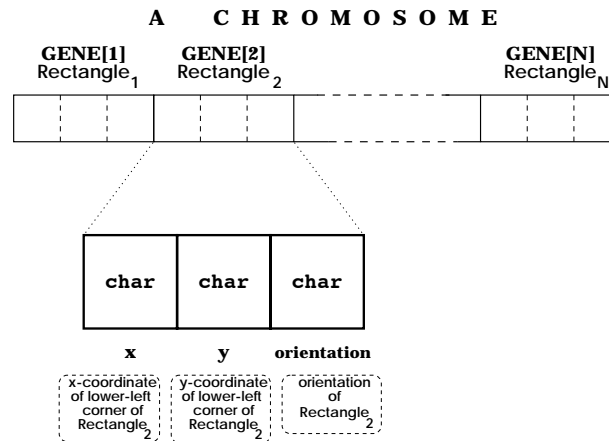 A CHROMOSOME
GENE[1] GENE[2] GENE[N]
Rectangle1 Rectangle2 RectangleN
char char char
x y orientation
x-coordinate y-coordinate orientation
of lower-left of lower-left of
corner of corner of Rectangle2
Rectangle2 Rectangle2